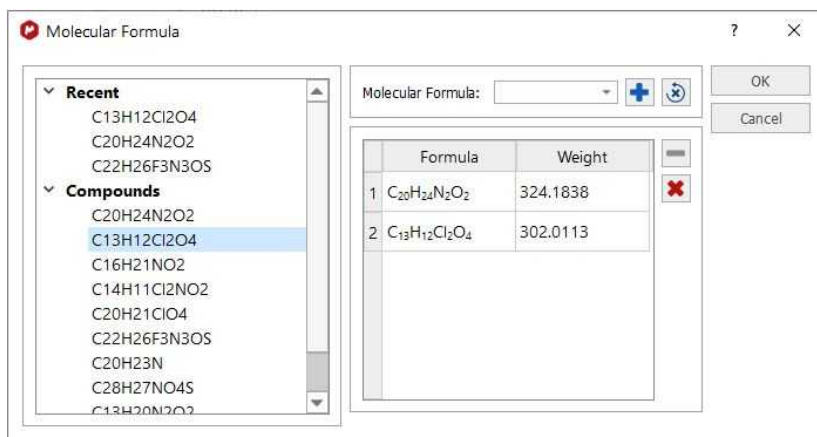 Molecular Formula
?
Recent
C13H12Cl2O4
C20H24N2O2
C22H26F3N3OS
Compounds
C20H24N2O2
C13H12Cl2O4
C16H21NO2
C14H11Cl2NO2
C20H21ClO4
C22H26F3N3OS
C20H23N
C28H27NO4S
C13H20N2O2
Molecular Formula:
Formula Weight
1 C₂₀H₂₄N₂O₂ 324.1838
2 C₁₃H₁₂Cl₂O₄ 302.0113
OK
Cancel